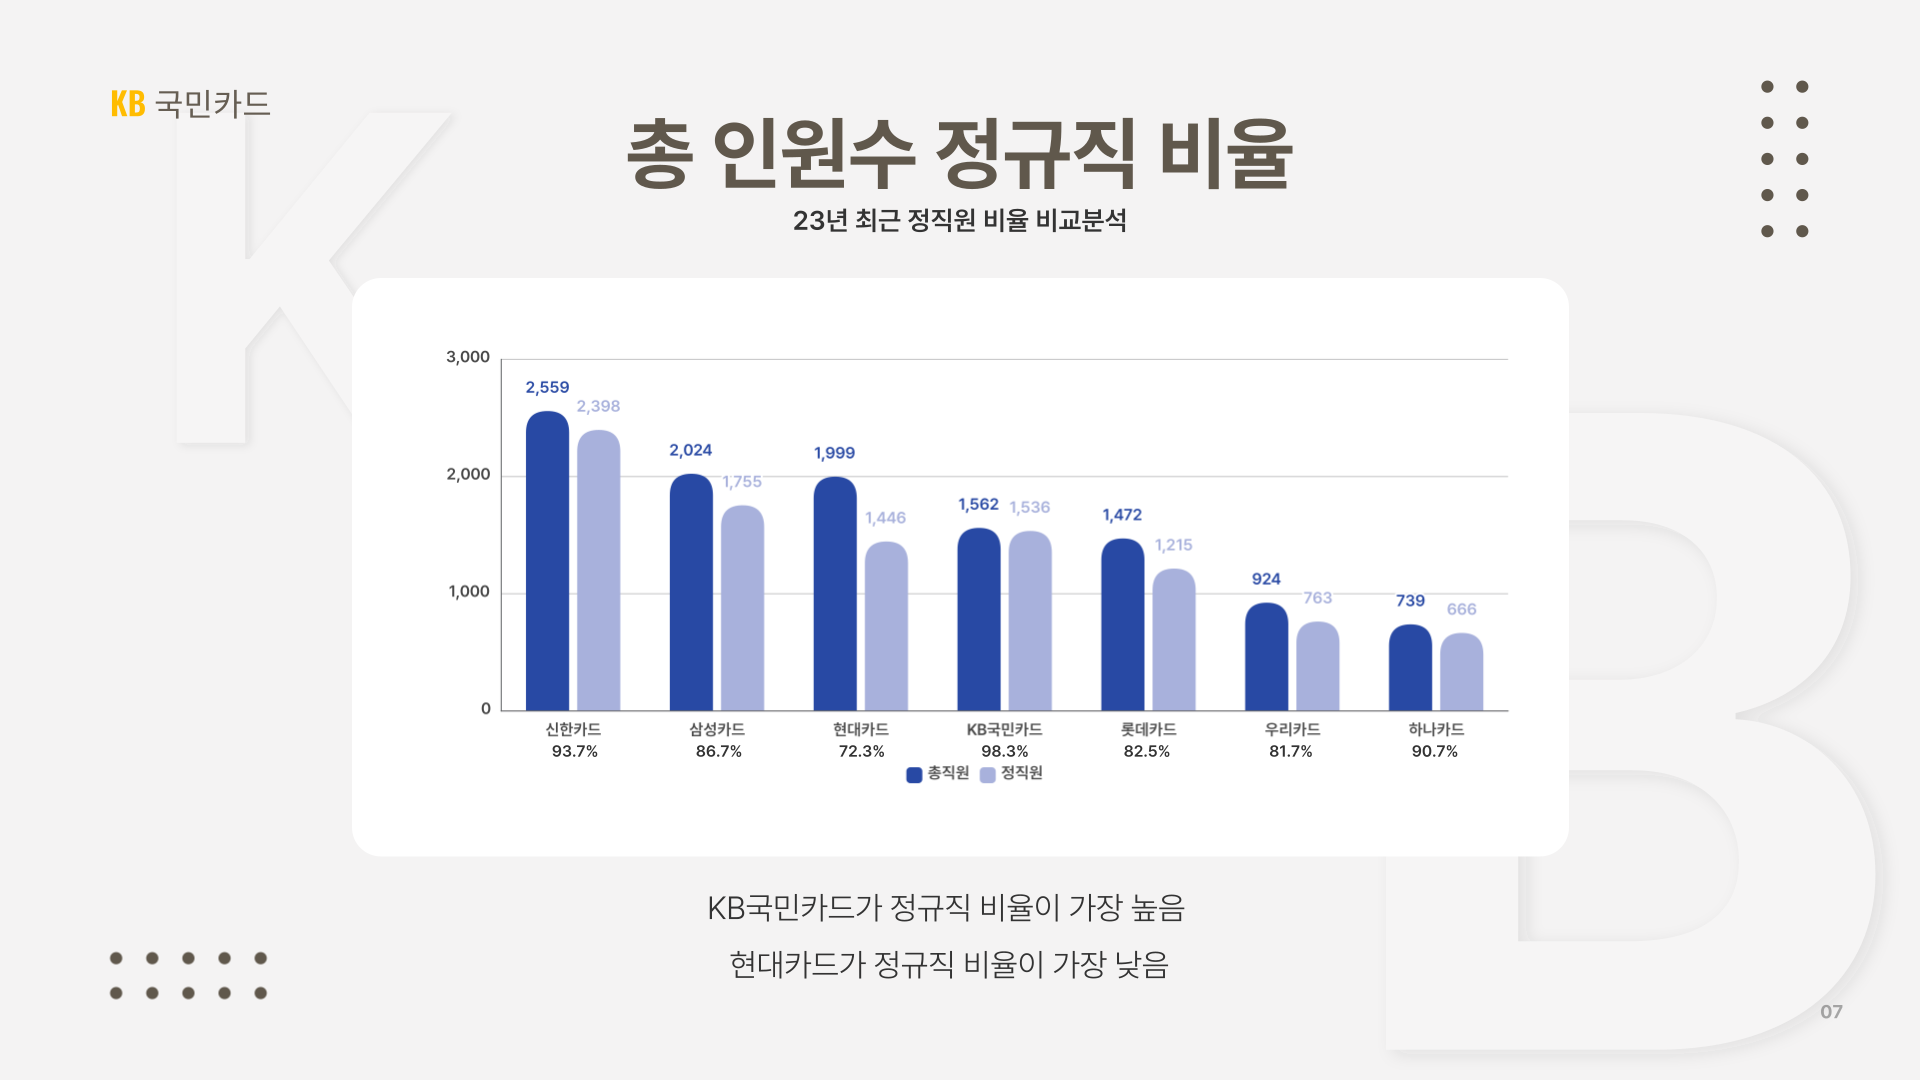 KB 국민카드
총 인원수 정규직 비율
23년 최근 정직원 비율 비교분석
3,000
2,000
1,000
0
2,559
2,398
2,024
1,755
1,999
1,446
1,562
1,536
1,472
1,215
924
763
739
666
신한카드 삼성카드 현대카드 KB국민카드 롯데카드 우리카드 하나카드
93.7% 86.7% 72.3% 98.3% 82.5% 81.7% 90.7%
총직원 정직원
KB국민카드가 정규직 비율이 가장 높음
현대카드가 정규직 비율이 가장 낮음
07
K
B